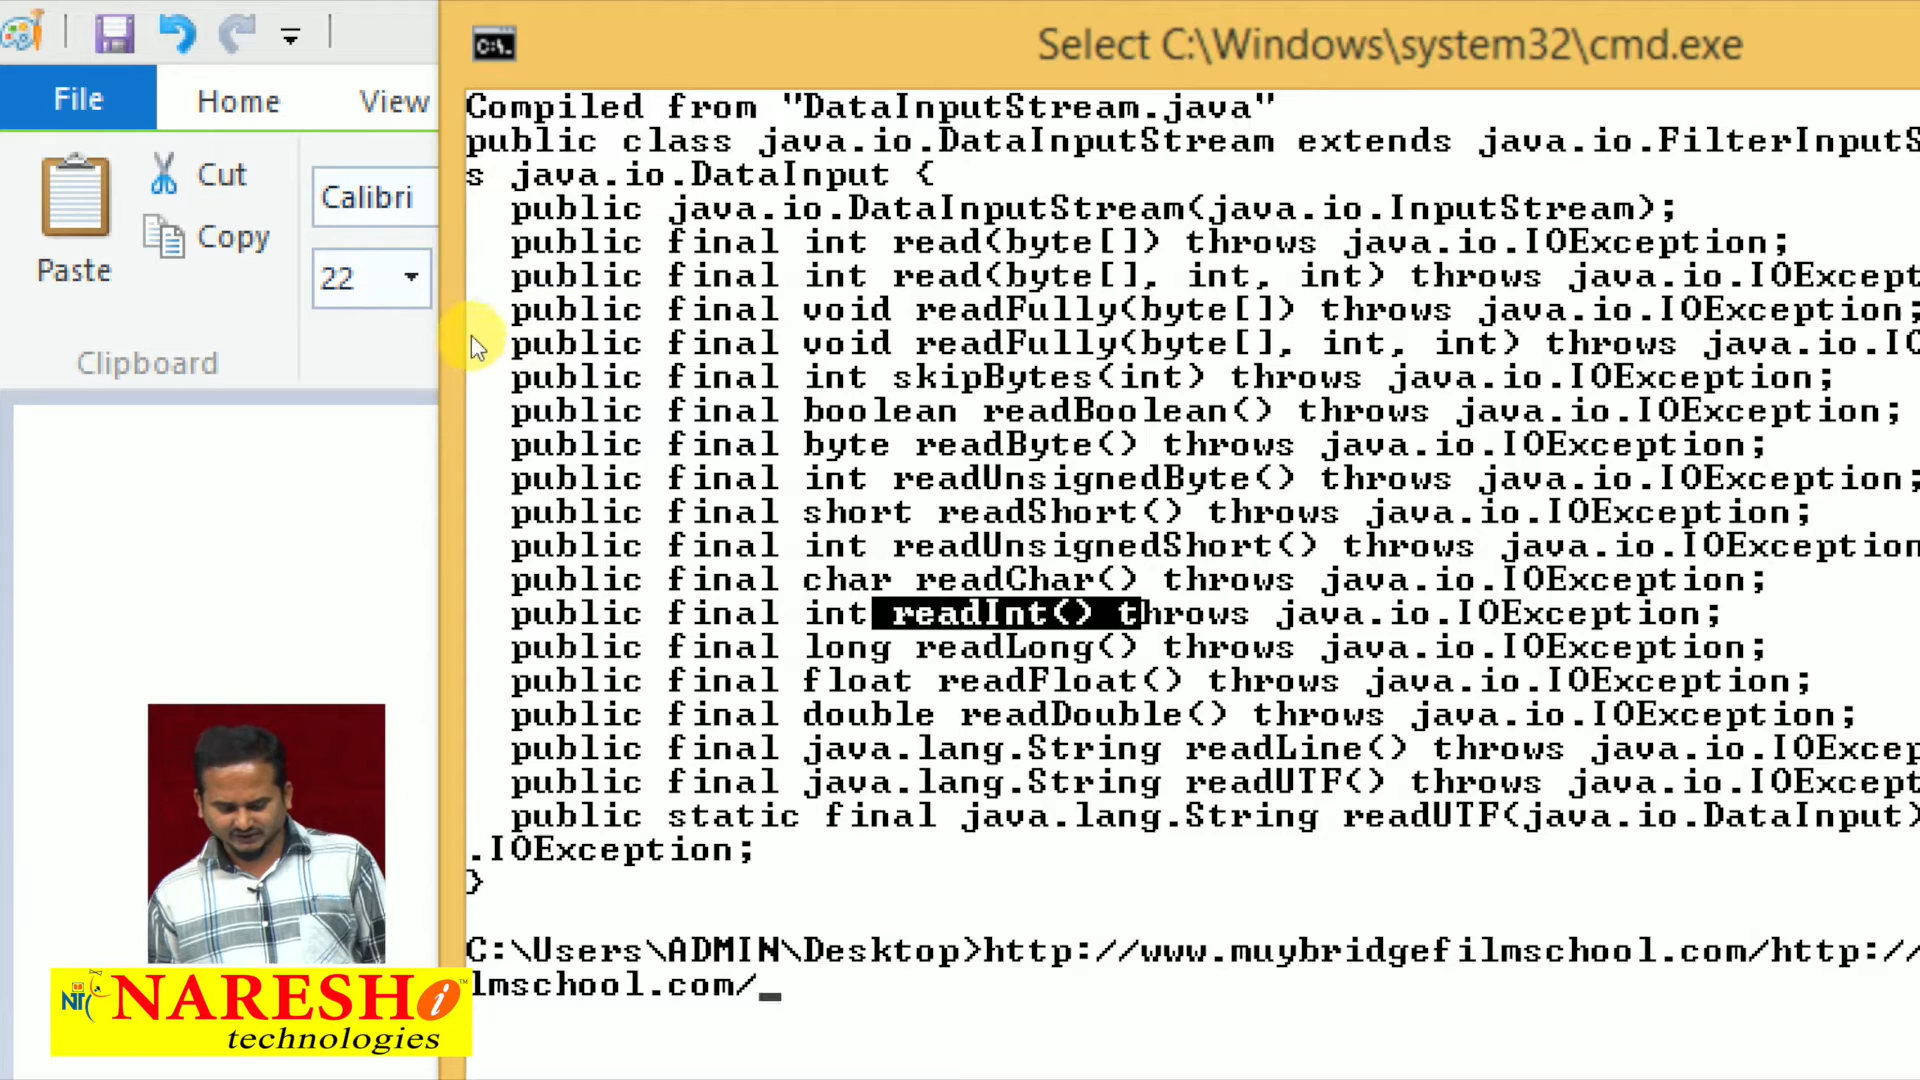 Select C:\Windows\system32\cmd.exe
File
Home
View
Cut
Calibri
Copy
Paste
22
Clipboard
Compiled from "DataInputStream.java"
public class java.io.DataInputStream extends java.io.FilterInputS
s java.io.DataInput {
public java.io.DataInputStream(java.io.InputStream);
public final int read(byte[]) throws java.io.IOException;
public final int read(byte[], int, int) throws java.io.IOExcept
public final void readFully(byte[]) throws java.io.IOException;
public final void readFully(byte[], int, int) throws java.io.IO
public final int skipBytes(int) throws java.io.IOException;
public final boolean readBoolean() throws java.io.IOException;
public final byte readByte() throws java.io.IOException;
public final int readUnsignedByte() throws java.io.IOException;
public final short readShort() throws java.io.IOException;
public final int readUnsignedShort() throws java.io.IOException
public final char readChar() throws java.io.IOException;
public final int readInt() throws java.io.IOException;
public final long readLong() throws java.io.IOException;
public final float readFloat() throws java.io.IOException;
public final double readDouble() throws java.io.IOException;
public final java.lang.String readLine() throws java.io.IOExcep
public final java.lang.String readUTF() throws java.io.IOExcept
public static final java.lang.String readUTF(java.io.DataInput)
.IOException;
}
C:\Users\ADMIN\Desktop>http://www.muybridgefilmschool.com/http://
lmschool.com/_
NARESH i
technologies